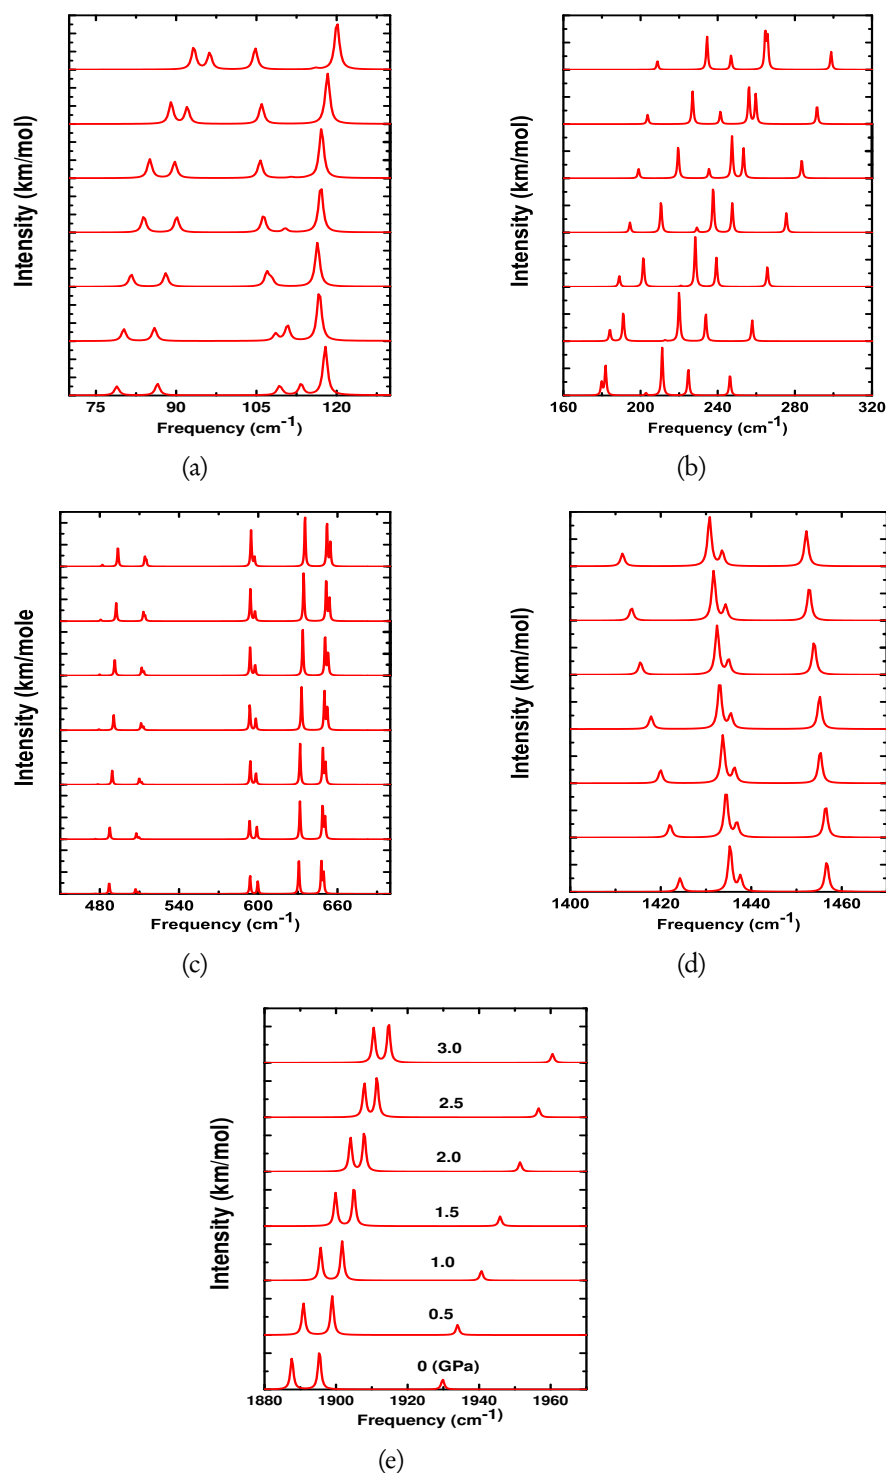 Intensity (km/mol)
75 90 105 120
Frequency (cm-1)
(a)
Intensity (km/mol)
160 200 240 280 320
Frequency (cm-1)
(b)
Intensity (km/mole
480 540 600 660
Frequency (cm-1)
(c)
Intensity (km/mol)
1400 1420 1440 1460
Frequency (cm-1)
(d)
Intensity (km/mol)
3.0
2.5
2.0
1.5
1.0
0.5
0 (GPa)
1880 1900 1920 1940 1960
Frequency (cm-1)
(e)